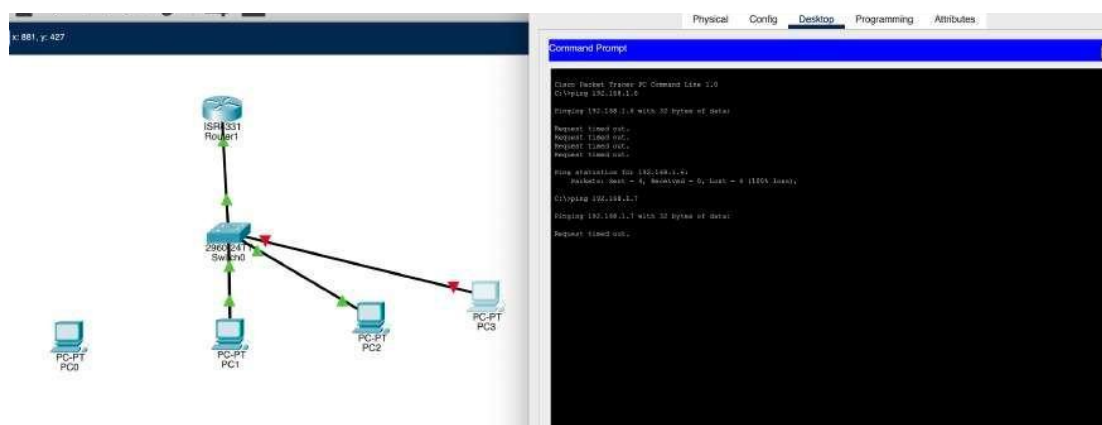 x: 881, y: 427
ISR4331
Router1
2960-24TT
Switch0
PC-PT
PC0
PC-PT
PC1
PC-PT
PC2
PC-PT
PC3
Physical Config Desktop Programming Attributes
Command Prompt
Cisco Packet Tracer PC Command Line 1.0
C:\>ping 192.168.1.6
Pinging 192.168.1.6 with 32 bytes of data:
Request timed out.
Request timed out.
Request timed out.
Request timed out.
Ping statistics for 192.168.1.6:
Packets: Sent = 4, Received = 0, Lost = 4 (100% loss),
C:\>ping 192.168.1.7
Pinging 192.168.1.7 with 32 bytes of data:
Request timed out.